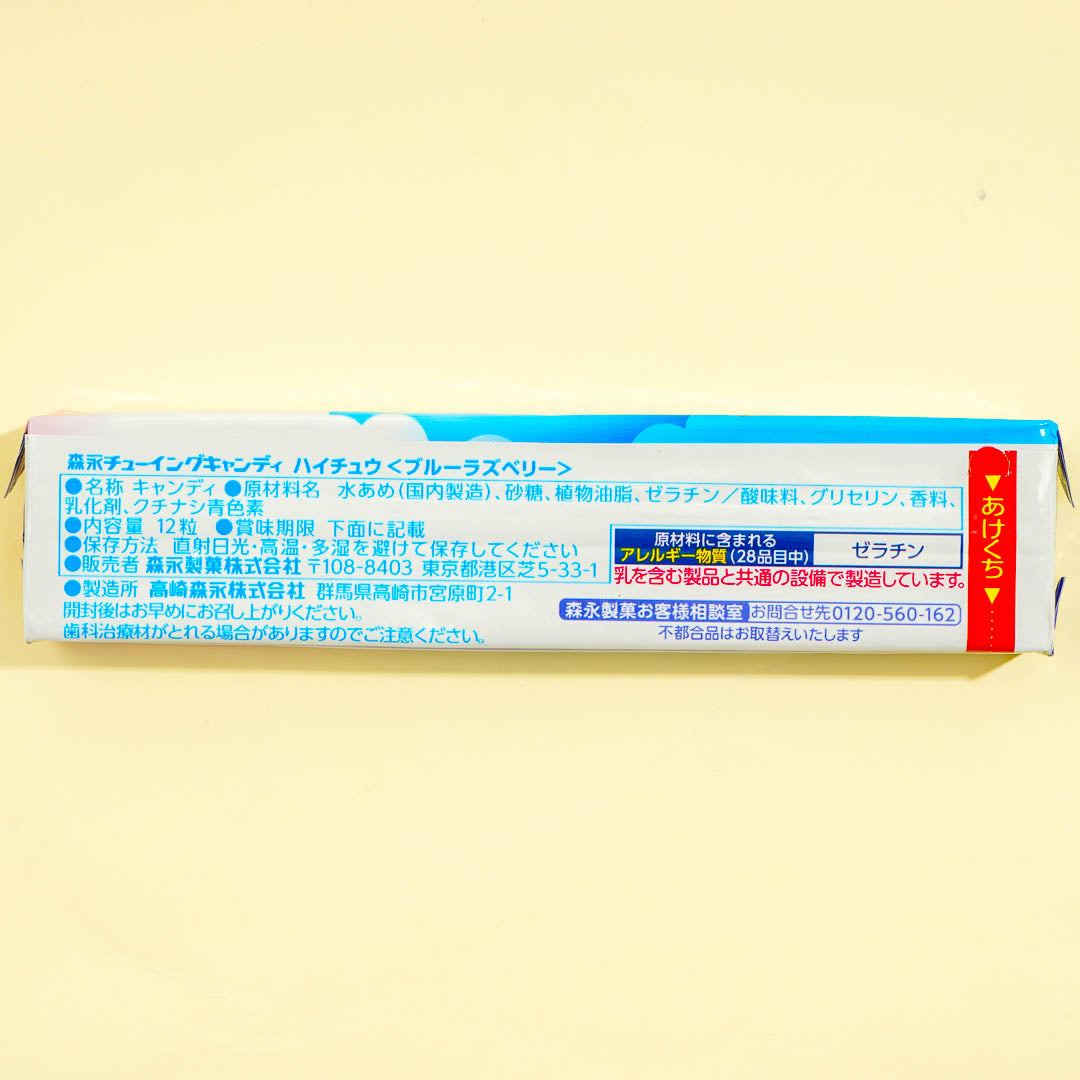 森永チューイングキャンディ ハイチュウ<ブルーラズベリー>
●名称 キャンディ ●原材料名 水あめ(国内製造)、砂糖、植物油脂、ゼラチン/酸味料、グリセリン、香料、
乳化剤、クチナシ青色素
●内容量 12粒 ●賞味期限 下面に記載
●保存方法 直射日光・高温・多湿を避けて保存してください
●販売者 森永製菓株式会社 〒108-8403 東京都港区芝5-33-1
●製造所 高崎森永株式会社 群馬県高崎市宮原町2-1
開封後はお早めにお召し上がりください。
歯科治療材がとれる場合がありますのでご注意ください。
原材料に含まれる
アレルギー物質(28品目中)
ゼラチン
乳を含む製品と共通の設備で製造しています。
森永製菓お客様相談室 お問合せ先0120-560-162
不都合品はお取替えいたします
▼あけくち▼